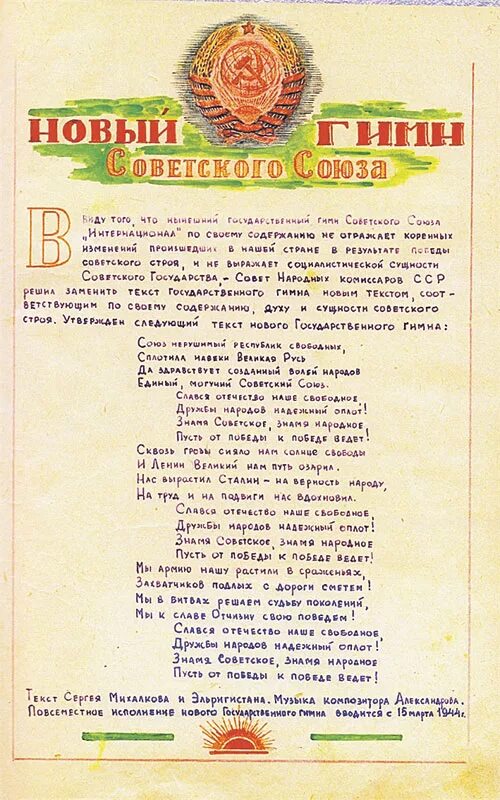 НОВЫЙ ГИМН
СОВЕТСКОГО СОЮЗА
ВВИДУ ТОГО, ЧТО НЫНЕШНИЙ ГОСУДАРСТВЕННЫЙ ГИМН СОВЕТСКОГО СОЮЗА
„ИНТЕРНАЦИОНАЛ" ПО СВОЕМУ СОДЕРЖАНИЮ НЕ ОТРАЖАЕТ КОРЕННЫХ
ИЗМЕНЕНИЙ ПРОИСШЕДШИХ В НАШЕЙ СТРАНЕ В РЕЗУЛЬТАТЕ ПОБЕДЫ
СОВЕТСКОГО СТРОЯ, И НЕ ВЫРАЖАЕТ СОЦИАЛИСТИЧЕСКОЙ СУЩНОСТИ
СОВЕТСКОГО ГОСУДАРСТВА, – СОВЕТ НАРОДНЫХ КОМИССАРОВ ССР
РЕШИЛ ЗАМЕНИТЬ ТЕКСТ ГОСУДАРСТВЕННОГО ГИМНА НОВЫМ ТЕКСТОМ, СООТ-
ВЕТСТВУЮЩИМ ПО СВОЕМУ СОДЕРЖАНИЮ, ДУХУ И СУЩНОСТИ СОВЕТСКОГО
СТРОЯ. УТВЕРЖДЕН СЛЕДУЮЩИЙ ТЕКСТ НОВОГО ГОСУДАРСТВЕННОГО ГИМНА:
СОЮЗ НЕРУШИМЫЙ РЕСПУБЛИК СВОБОДНЫХ,
СПЛОТИЛА НАВЕКИ ВЕЛИКАЯ РУСЬ
ДА ЗДРАВСТВУЕТ СОЗДАННЫЙ ВОЛЕЙ НАРОДОВ
ЕДИНЫЙ, МОГУЧИЙ СОВЕТСКИЙ СОЮЗ.
СЛАВСЯ ОТЕЧЕСТВО НАШЕ СВОБОДНОЕ,
ДРУЖБЫ НАРОДОВ НАДЕЖНЫЙ ОПЛОТ!
ЗНАМЯ СОВЕТСКОЕ, ЗНАМЯ НАРОДНОЕ
ПУСТЬ ОТ ПОБЕДЫ К ПОБЕДЕ ВЕДЕТ!
СКВОЗЬ ГРОЗЫ СИЯЛО НАМ СОЛНЦЕ СВОБОДЫ
И ЛЕНИН ВЕЛИКИЙ НАМ ПУТЬ ОЗАРИЛ.
НАС ВЫРАСТИЛ СТАЛИН – НА ВЕРНОСТЬ НАРОДУ,
НА ТРУД И НА ПОДВИГИ НАС ВДОХНОВИЛ.
СЛАВСЯ ОТЕЧЕСТВО НАШЕ СВОБОДНОЕ,
ДРУЖБЫ НАРОДОВ НАДЕЖНЫЙ ОПЛОТ!
ЗНАМЯ СОВЕТСКОЕ, ЗНАМЯ НАРОДНОЕ
ПУСТЬ ОТ ПОБЕДЫ К ПОБЕДЕ ВЕДЕТ!
МЫ АРМИЮ НАШУ РАСТИЛИ В СРАЖЕНЬЯХ,
ЗАХВАТЧИКОВ ПОДЛЫХ С ДОРОГИ СМЕТЕМ!
МЫ В БИТВАХ РЕШАЕМ СУДЬБУ ПОКОЛЕНИЙ,
МЫ К СЛАВЕ ОТЧИЗНУ СВОЮ ПОВЕДЕМ!
СЛАВСЯ ОТЕЧЕСТВО НАШЕ СВОБОДНОЕ,
ДРУЖБЫ НАРОДОВ НАДЕЖНЫЙ ОПЛОТ!
ЗНАМЯ СОВЕТСКОЕ, ЗНАМЯ НАРОДНОЕ
ПУСТЬ ОТ ПОБЕДЫ К ПОБЕДЕ ВЕДЕТ!
ТЕКСТ СЕРГЕЯ МИХАЛКОВА И ЭЛЬРИГИСТАНА. МУЗЫКА КОМПОЗИТОРА АЛЕКСАНДРОВА.
ПОВСЕМЕСТНОЕ ИСПОЛНЕНИЕ НОВОГО ГОСУДАРСТВЕННОГО ГИМНА ВВОДИТСЯ С 15 МАРТА 1944г.